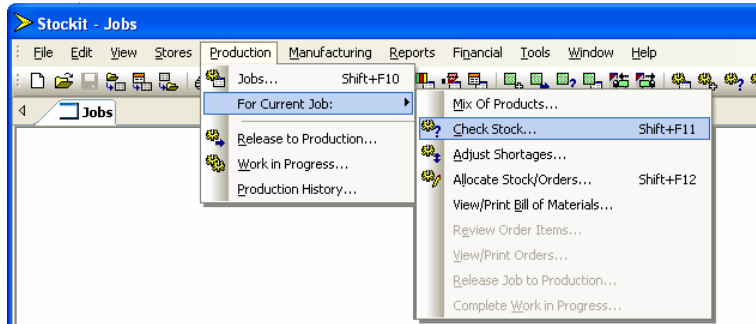 Stockit - Jobs
File Edit View Stores Production Manufacturing Reports Financial Tools Window Help
Jobs... Shift+F10
For Current Job:
Release to Production...
Work in Progress...
Production History...
Jobs
Mix Of Products...
Check Stock... Shift+F11
Adjust Shortages...
Allocate Stock/Orders... Shift+F12
View/Print Bill of Materials...
Review Order Items...
View/Print Orders...
Release Job to Production...
Complete Work in Progress...